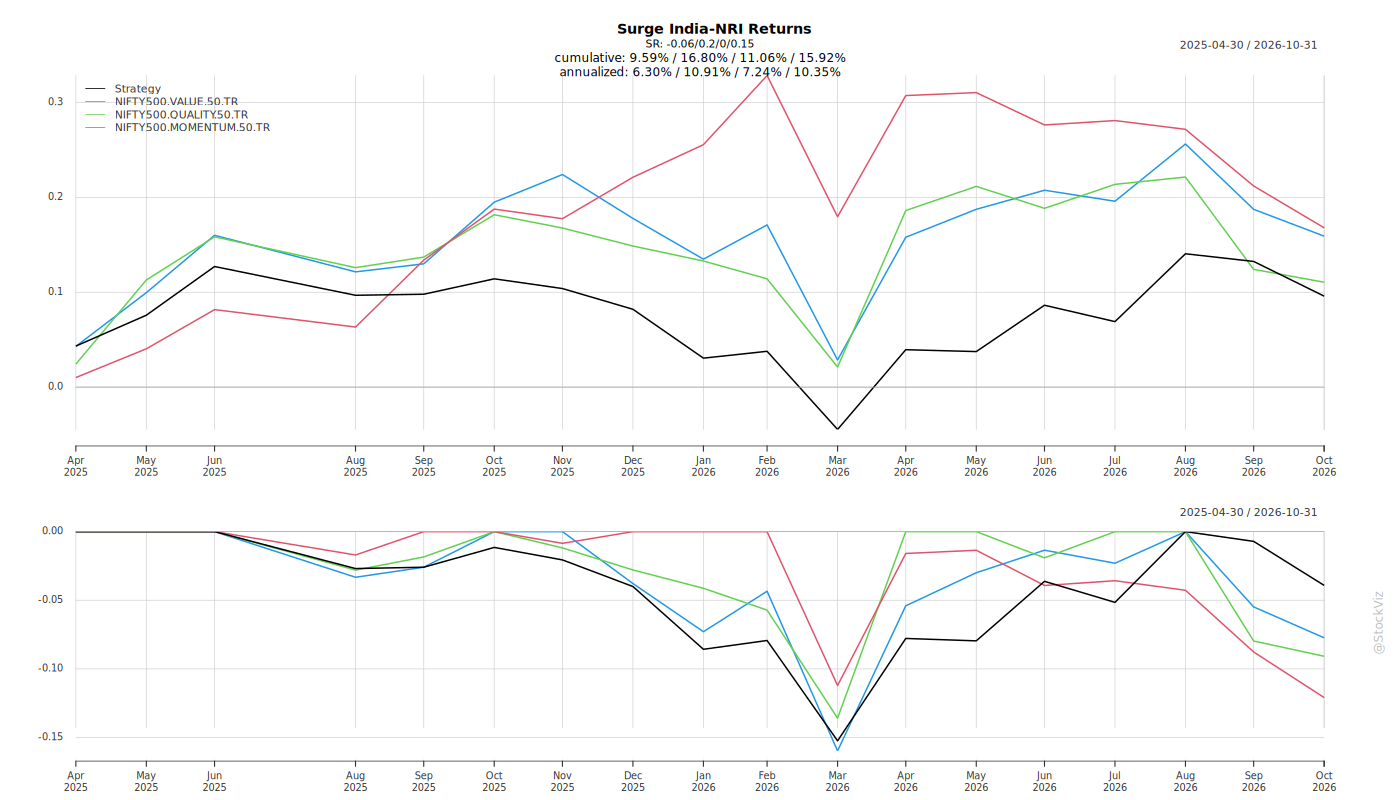 Surge India-NRI Returns
SR: -0.06/0.2/0/0.15
cumulative: 9.59% / 16.80% / 11.06% / 15.92%
annualized: 6.30% / 10.91% / 7.24% / 10.35%
2025-04-30 / 2026-10-31
Strategy
NIFTY500.VALUE.50.TR
NIFTY500.QUALITY50.TR
NIFTY500.MOMENTUM.50.TR
0.3
0.2
0.1
0.0
Apr May Jun Aug Sep Oct Nov Dec Jan Feb Mar Apr May Jun Jul Aug Sep Oct
2025 2025 2025 2025 2025 2025 2025 2025 2026 2026 2026 2026 2026 2026 2026 2026 2026 2026
2025-04-30 / 2026-10-31
0.00
-0.05
-0.10
-0.15
Apr May Jun Aug Sep Oct Nov Dec Jan Feb Mar Apr May Jun Jul Aug Sep Oct
2025 2025 2025 2025 2025 2025 2025 2025 2026 2026 2026 2026 2026 2026 2026 2026 2026 2026
@StockViz